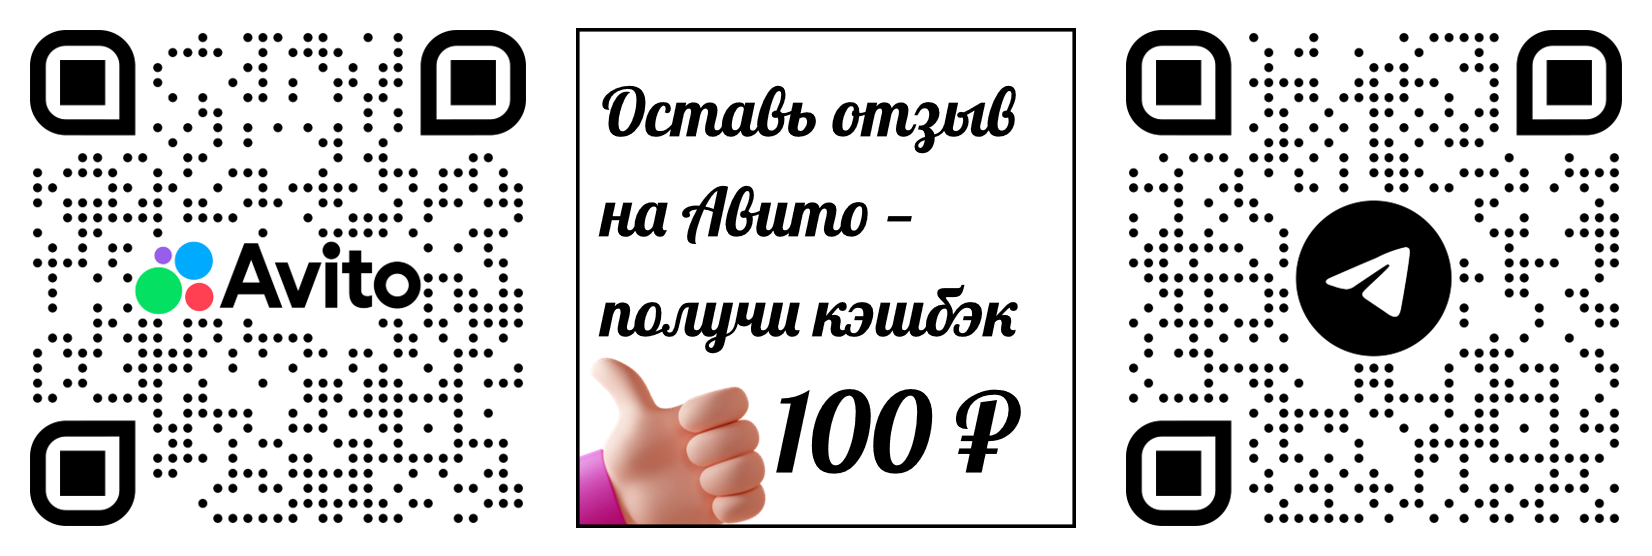 Avito
Оставь отзыв
на Авито –
получи кэшбэк
100 ₽